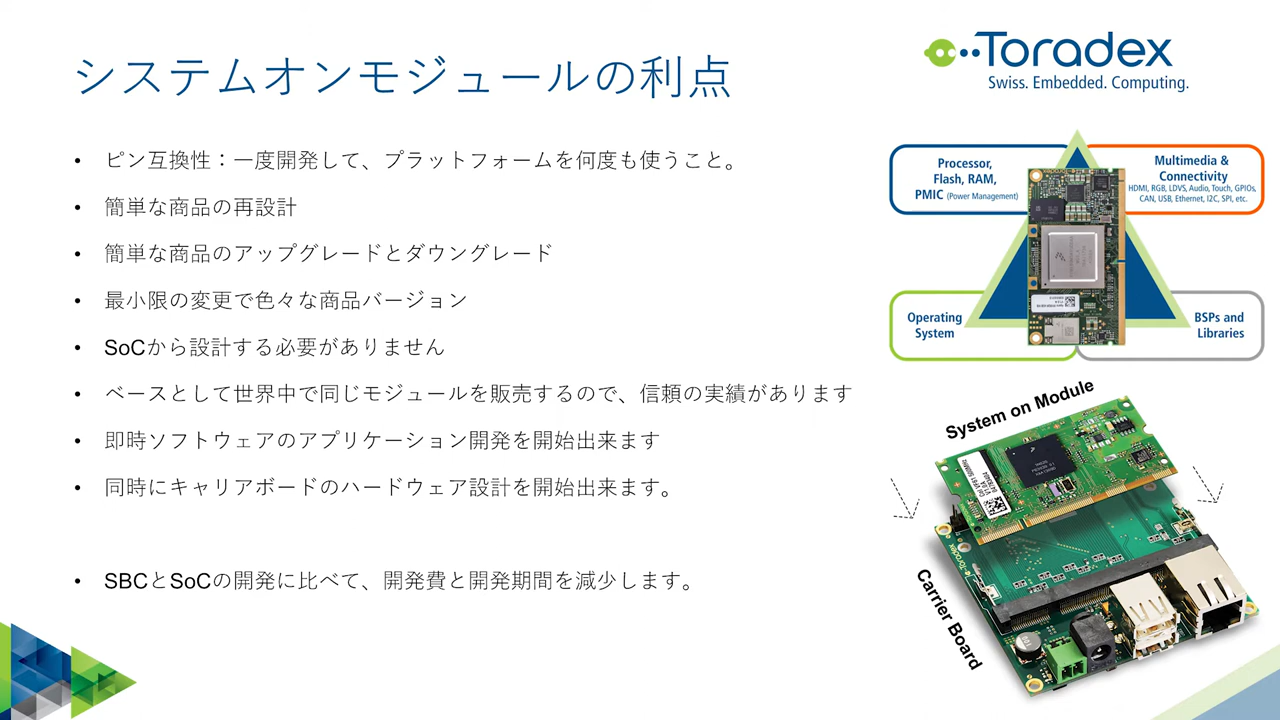 システムオンモジュールの利点
Toradex
Swiss. Embedded. Computing.
• ピン互換性：一度開発して、プラットフォームを何度も使うこと。
• 簡単な商品の再設計
• 簡単な商品のアップグレードとダウングレード
• 最小限の変更で色々な商品バージョン
• SoCから設計する必要がありません
• ベースとして世界中で同じモジュールを販売するので、信頼の実績があります
• 即時ソフトウェアのアプリケーション開発を開始出来ます
• 同時にキャリアボードのハードウェア設計を開始出来ます。
• SBCとSoCの開発に比べて、開発費と開発期間を減少します。
Processor,
Flash, RAM,
PMIC (Power Management)
Multimedia &
Connectivity
HDMI, RGB, LDVS, Audio, Touch, GPIOs,
CAN, USB, Ethernet, I2C, SPI, etc.
Operating
System
BSPs and
Libraries
System on Module
Carrier Board